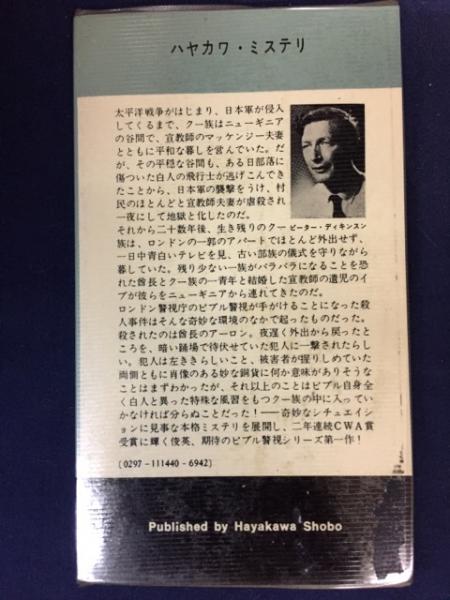 ハヤカワ・ミステリ
太平洋戦争がはじまり、日本軍が侵入
してくるまで、クー族はニューギニア
の谷間で、宣教師のマッケンジー夫妻
とともに平和な暮しを営んでいた。だ
が、その平穏な谷間も、ある日部落に
傷ついた白人の飛行士が逃げこんでき
たことから、日本軍の襲撃をうけ、村
民のほとんどと宣教師夫妻が虐殺され
一夜にして地獄と化したのだ。
それから二十数年後、生き残りのクー
ピーター・ディキンスン
族は、ロンドンの一郭のアパートでほとんど外出せず、
一日中青白いテレビを見、古い部族の儀式を守りながら
暮していた。残り少ない一族がバラバラになることを恐
れた酋長とクー族の一青年と結婚した宣教師の遺児のイ
ブが彼らをニューギニアから連れてきたのだ。
ロンドン警視庁のピブル警視が手がけることになった殺
人事件はそんな奇妙な環境のなかで起ったものだった。
殺されたのは酋長のアーロン。夜遅く外出から戻ったと
ころを、暗い踊場で待伏せていた犯人に一撃されたらし
い。犯人は左ききらしいこと、被害者が握りしめていた
両側ともに肖像のある妙な銅貨に何か意味がありそうな
ことはまずわかったが、それ以上のことはピブル自身全
く白人と異った特殊な風習をもつクー族の中に入ってい
かなければ分らぬことだった！――奇妙なシチュエイシ
ョンに見事な本格ミステリを展開し、二年連続CWA賞
受賞に輝く俊英、期待のピブル警視シリーズ第一作！
(0297-111440-6942)
Published by Hayakawa Shobo